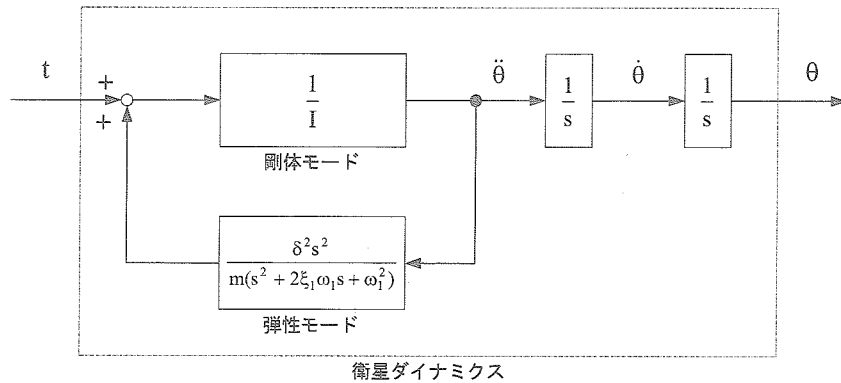 t
+
+
1
I
剛体モード
θ̈
1
s
θ̇
1
s
θ
δ²s²
m(s² + 2ξ₁ω₁s + ω₁²)
弾性モード
衛星ダイナミクス